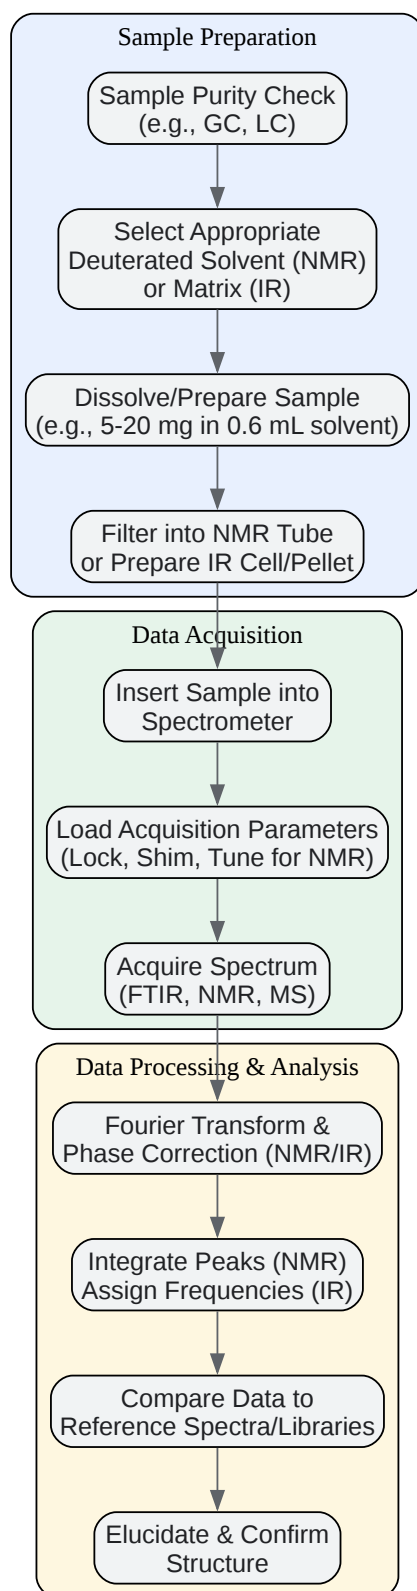 Sample Preparation
Sample Purity Check
(e.g., GC, LC)
Select Appropriate
Deuterated Solvent (NMR)
or Matrix (IR)
Dissolve/Prepare Sample
(e.g., 5-20 mg in 0.6 mL solvent)
Filter into NMR Tube
or Prepare IR Cell/Pellet
Data Acquisition
Insert Sample into
Spectrometer
Load Acquisition Parameters
(Lock, Shim, Tune for NMR)
Acquire Spectrum
(FTIR, NMR, MS)
Data Processing & Analysis
Fourier Transform &
Phase Correction (NMR/IR)
Integrate Peaks (NMR)
Assign Frequencies (IR)
Compare Data to
Reference Spectra/Libraries
Elucidate & Confirm
Structure